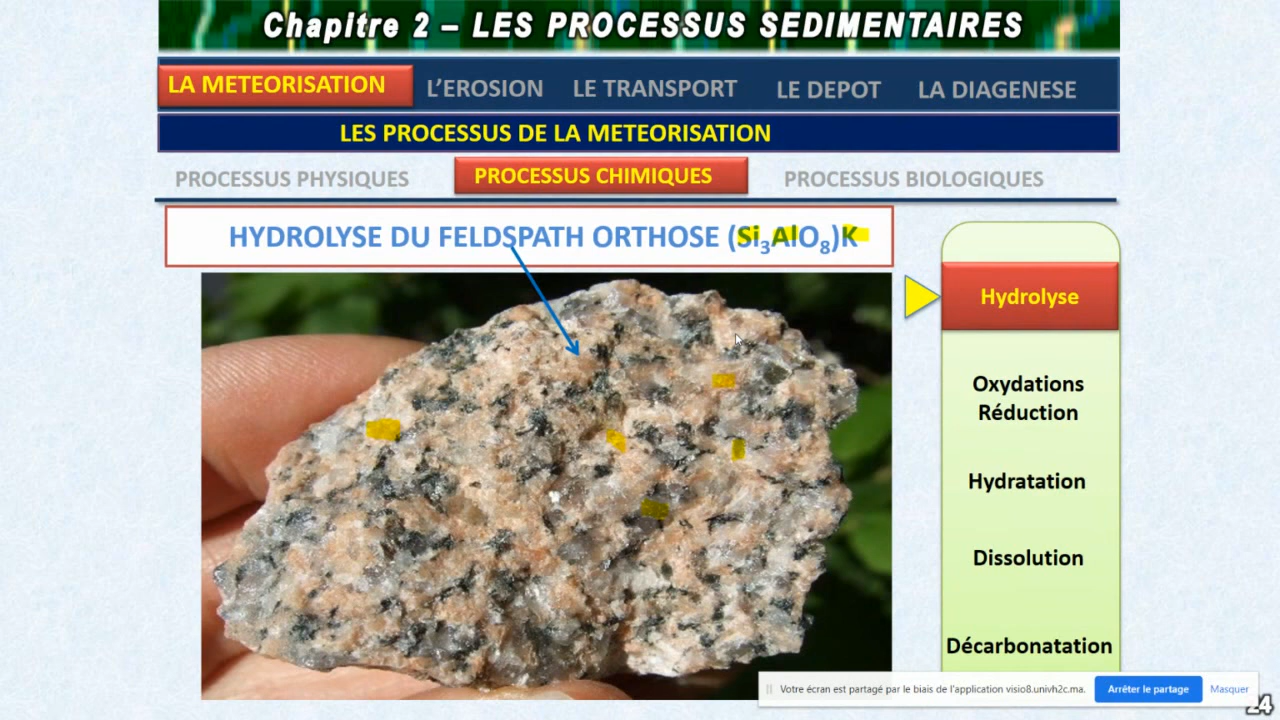 Chapitre 2 – LES PROCESSUS SEDIMENTAIRES
LA METEORISATION L’EROSION LE TRANSPORT LE DEPOT LA DIAGENESE
LES PROCESSUS DE LA METEORISATION
PROCESSUS PHYSIQUES PROCESSUS CHIMIQUES PROCESSUS BIOLOGIQUES
HYDROLYSE DU FELDSPATH ORTHOSE (Si₃AlO₈)K
Hydrolyse
Oxydations
Réduction
Hydratation
Dissolution
Décarbonatation
Votre écran est partagé par le biais de l'application visio8.univh2c.ma. Arrêter le partage Masquer
24